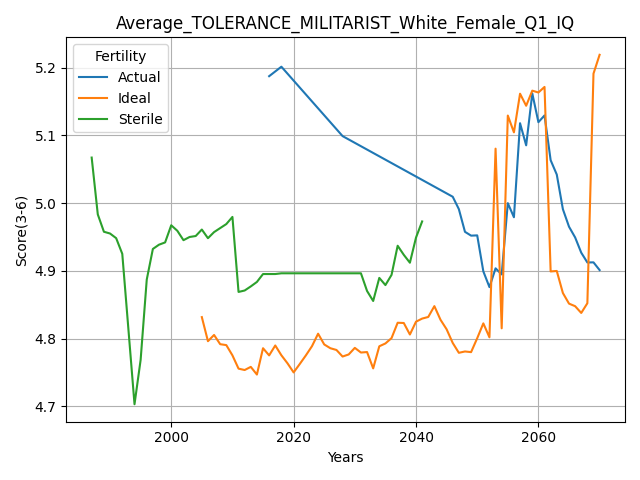 Average_TOLERANCE_MILITARIST_White_Female_Q1_IQ
Fertility
Actual
Ideal
Sterile
Score(3-6)
5.2
5.1
5.0
4.9
4.8
4.7
2000
2020
2040
2060
Years